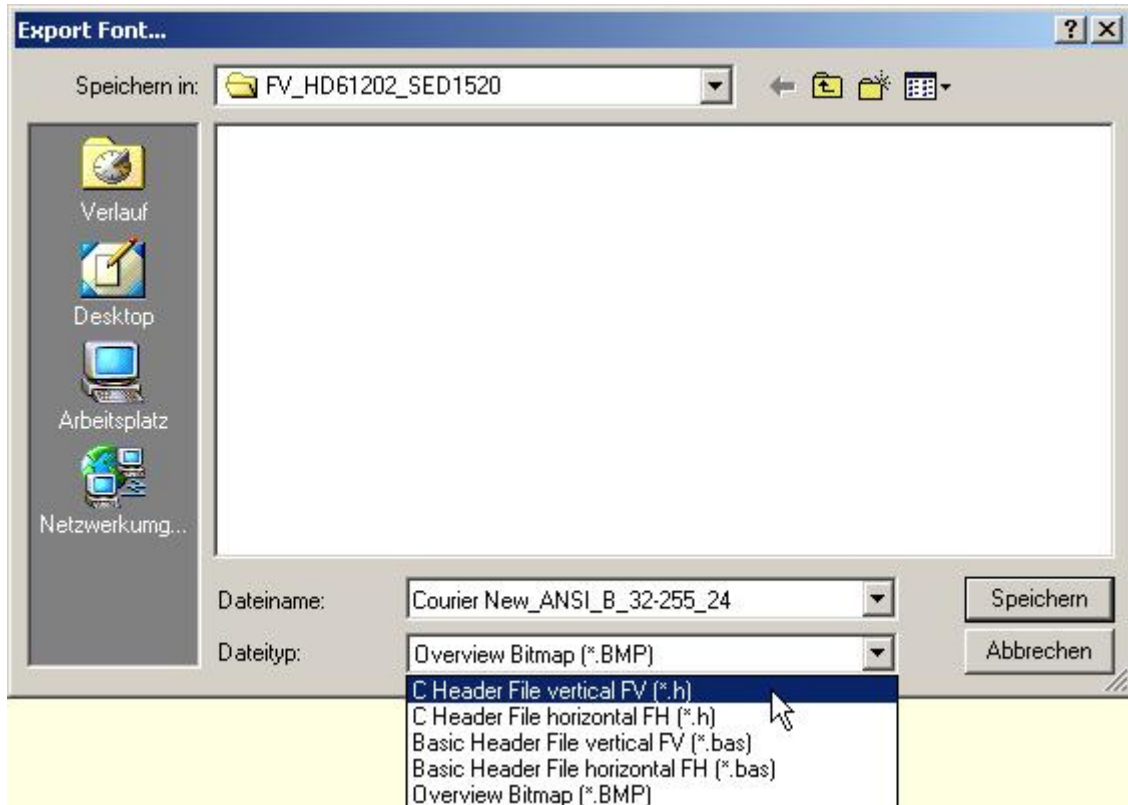 Export Font...
Speichern in:
FV_HD61202_SED1520
Verlauf
Desktop
Arbeitsplatz
Netzwerkumg...
Dateiname:
Courier New_ANSI_B_32-255_24
Speichern
Dateityp:
Overview Bitmap (*.BMP)
Abbrechen
C Header File vertical FV (*.h)
C Header File horizontal FH (*.h)
Basic Header File vertical FV (*.bas)
Basic Header File horizontal FH (*.bas)
Overview Bitmap (*.BMP)